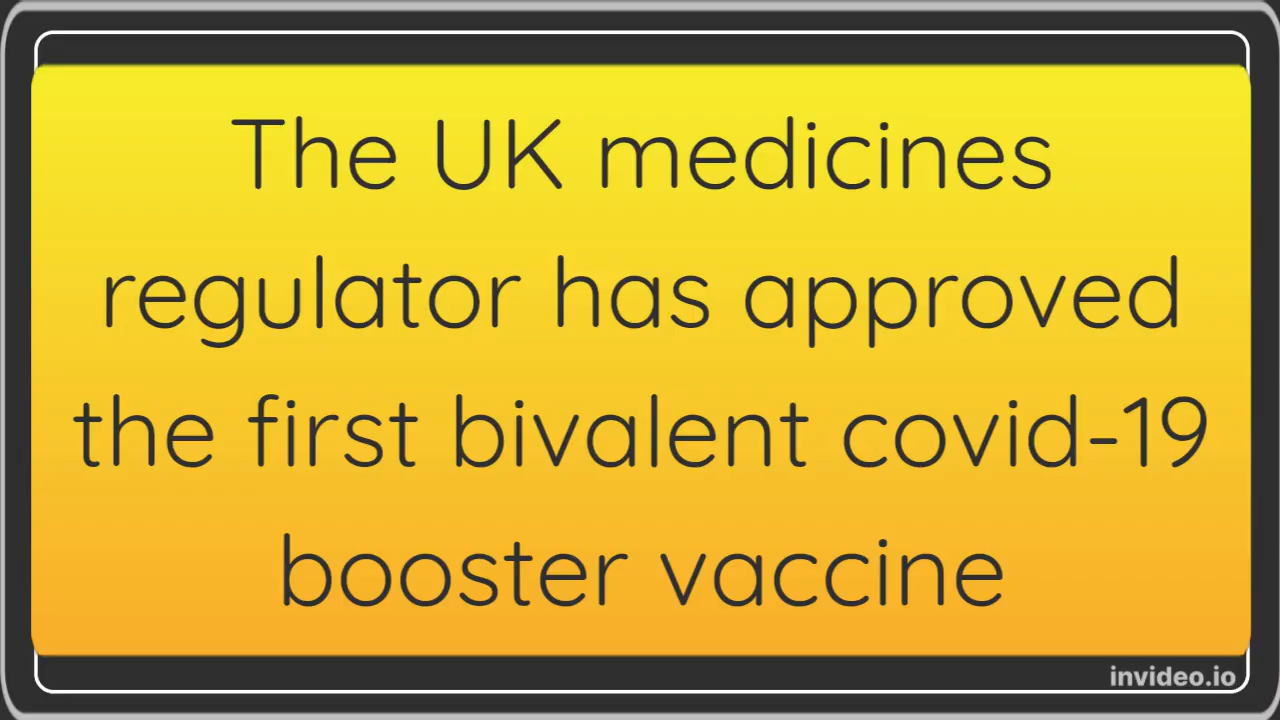 The UK medicines
regulator has approved
the first bivalent covid-19
booster vaccine
invideo.io